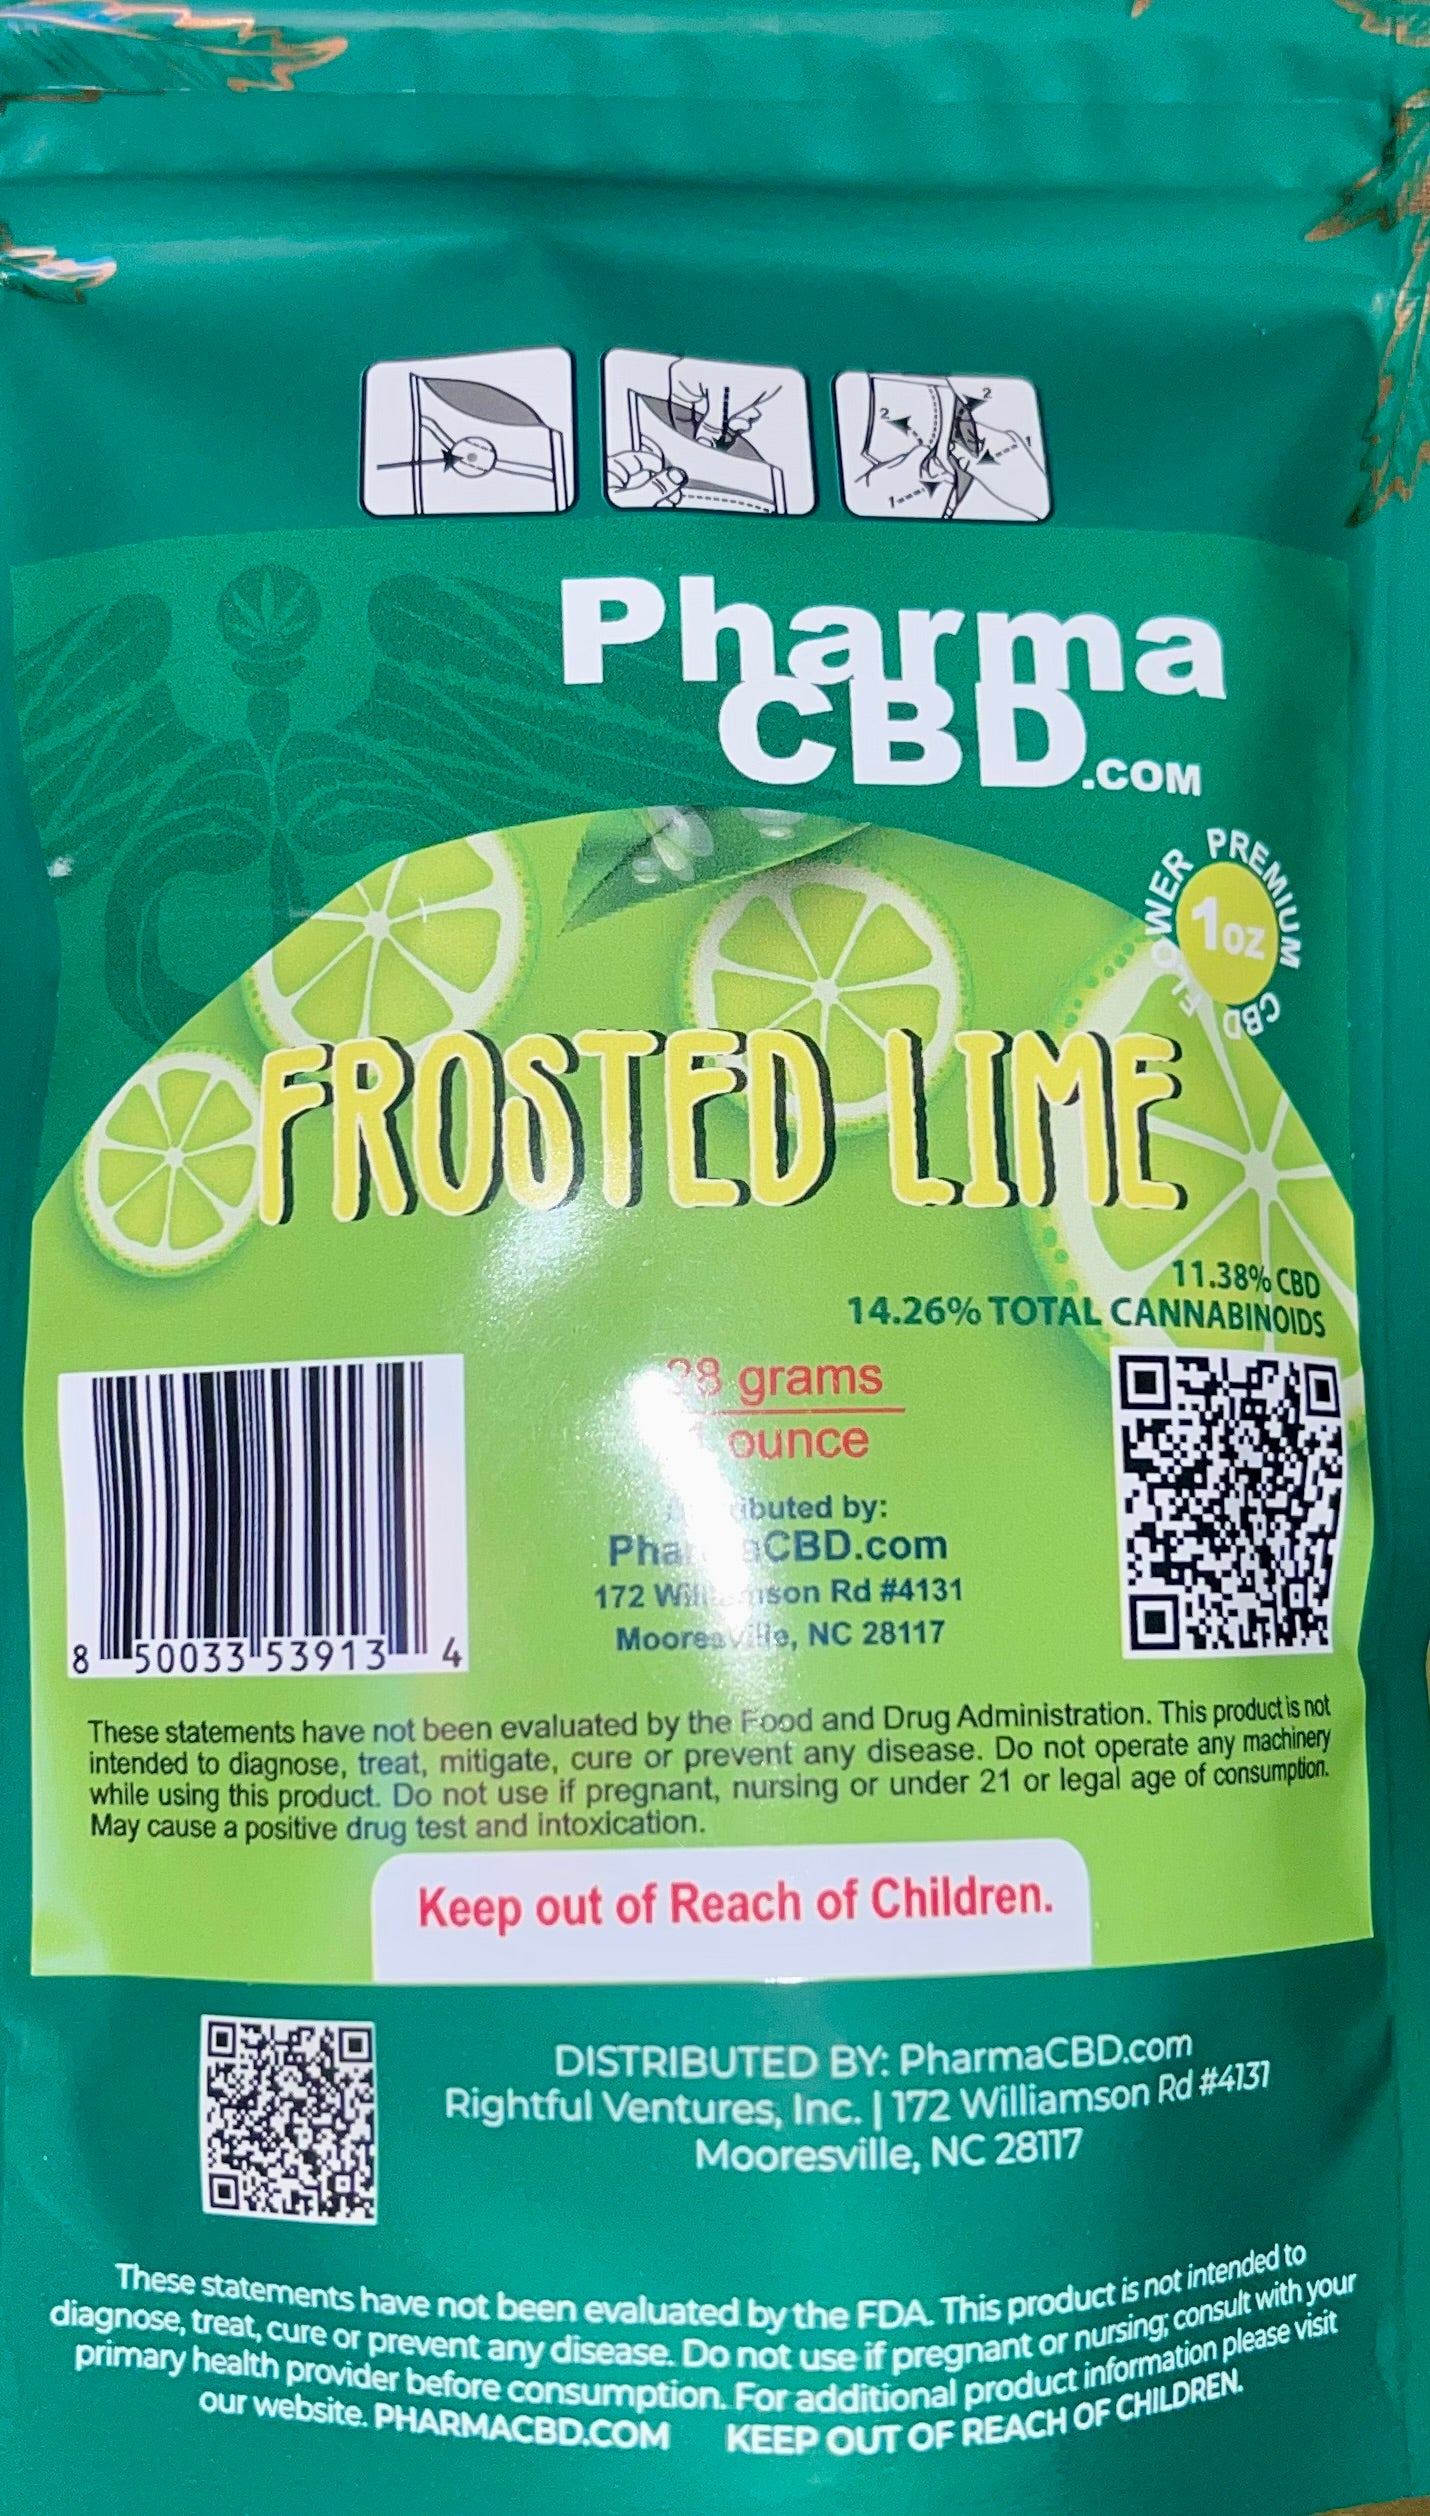 Pharma
CBD.COM
PREMIUM CBD FLOWER
1oz
FROSTED LIME
11.38% CBD
14.26% TOTAL CANNABINOIDS
28 grams
1 ounce
Distributed by:
PharmaCBD.com
172 Williamson Rd #4131
Mooresville, NC 28117
8 50033 53913 4
These statements have not been evaluated by the Food and Drug Administration. This product is not
intended to diagnose, treat, mitigate, cure or prevent any disease. Do not operate any machinery
while using this product. Do not use if pregnant, nursing or under 21 or legal age of consumption.
May cause a positive drug test and intoxication.
Keep out of Reach of Children.
DISTRIBUTED BY: PharmaCBD.com
Rightful Ventures, Inc. | 172 Williamson Rd #4131
Mooresville, NC 28117
These statements have not been evaluated by the FDA. This product is not intended to
diagnose, treat, cure or prevent any disease. Do not use if pregnant or nursing; consult with your
primary health provider before consumption. For additional product information please visit
our website. PHARMACBD.COM KEEP OUT OF REACH OF CHILDREN.